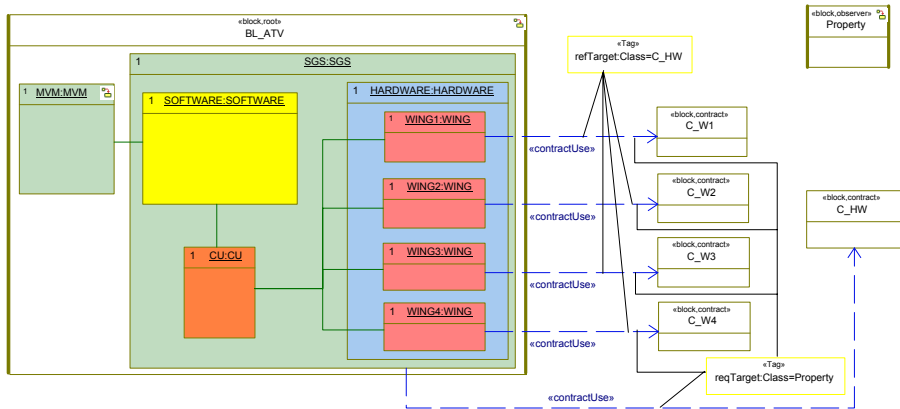 «block,root»
BL_ATV
1 SGS:SGS
1 MVM:MVM
1 SOFTWARE:SOFTWARE
1 CU:CU
1 HARDWARE:HARDWARE
1 WING1:WING
1 WING2:WING
1 WING3:WING
1 WING4:WING
«contractUse»
«contractUse»
«contractUse»
«contractUse»
«contractUse»
«Tag»
refTarget:Class=C_HW
«block,contract»
C_W1
«block,contract»
C_W2
«block,contract»
C_W3
«block,contract»
C_W4
«Tag»
reqTarget:Class=Property
«block,observer»
Property
«block,contract»
C_HW